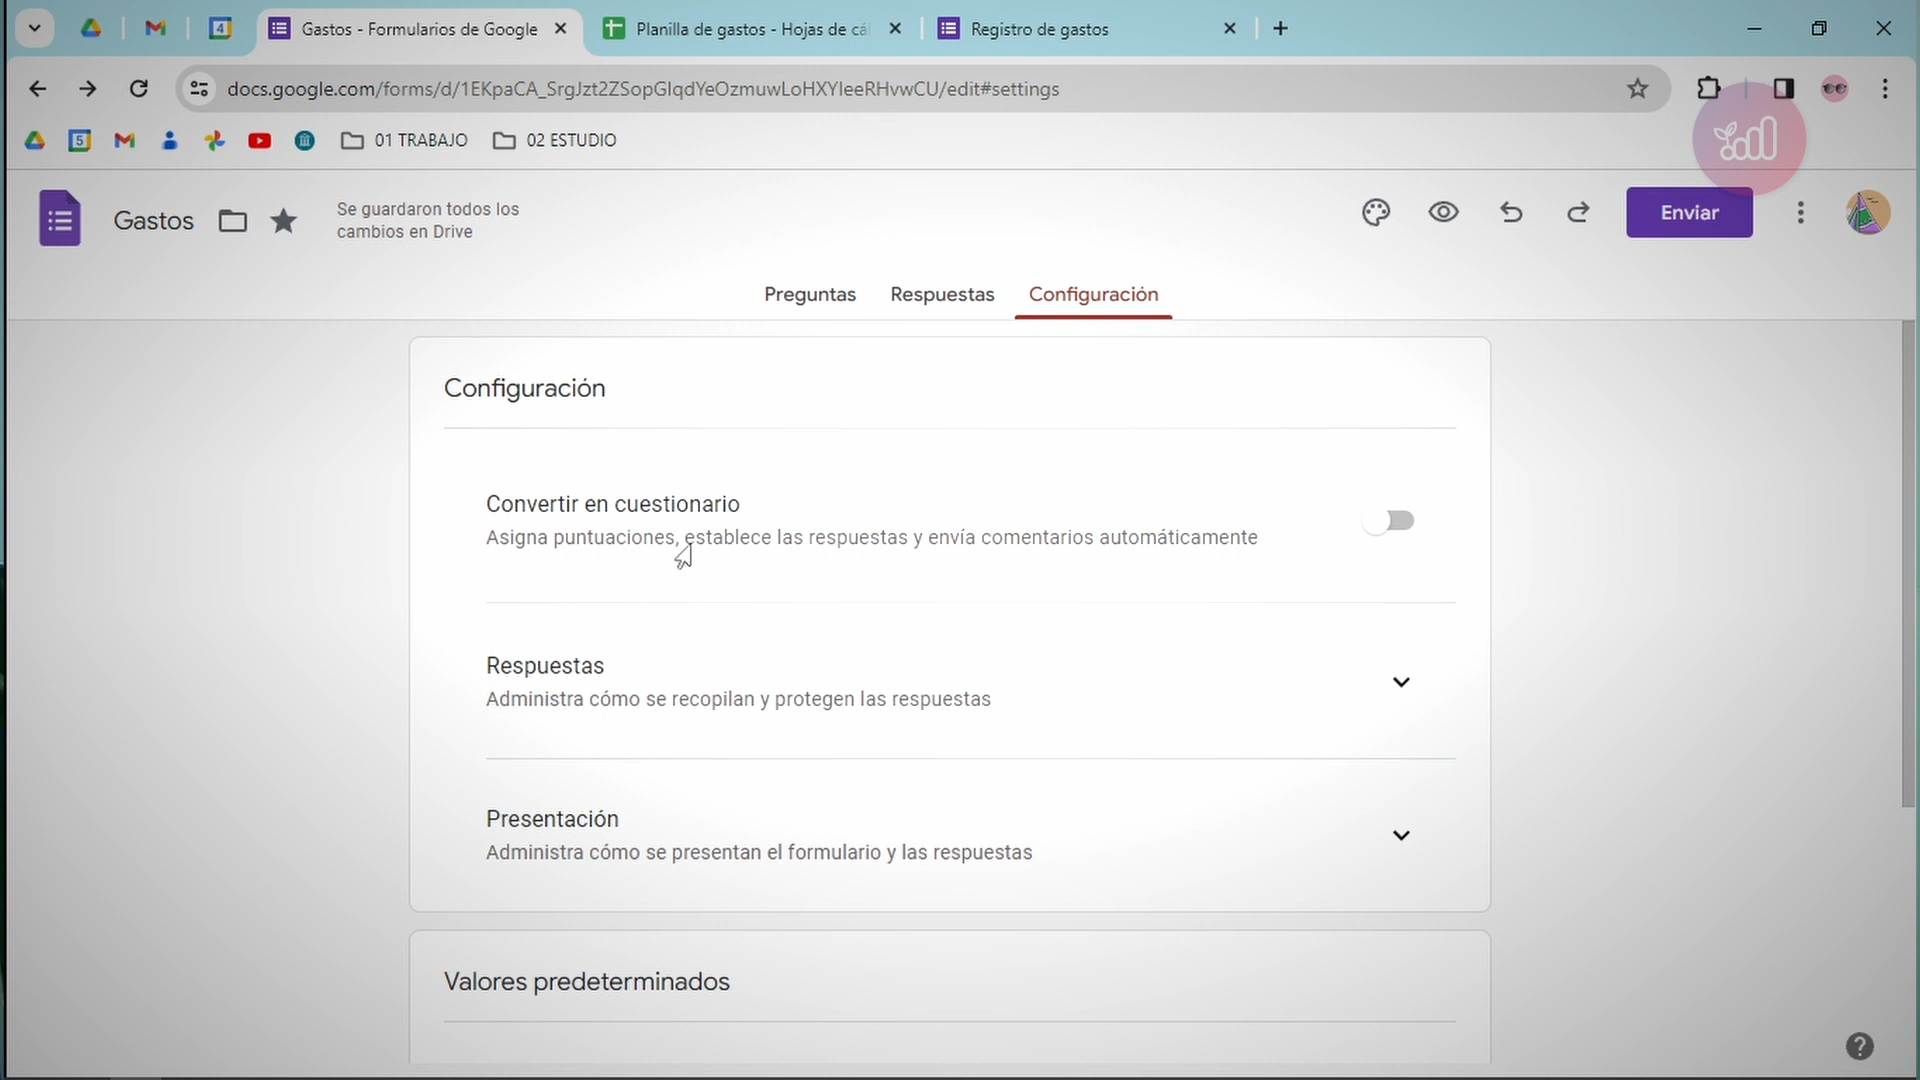 4
Gastos - Formularios de Google
Planilla de gastos - Hojas de cá
Registro de gastos
docs.google.com/forms/d/1EKpaCA_SrgJzt2ZSopGlqdYeOzmuwLoHXYIeeRHvwCU/edit#settings
5
01 TRABAJO
02 ESTUDIO
Gastos
Se guardaron todos los
cambios en Drive
Enviar
Preguntas
Respuestas
Configuración
Configuración
Convertir en cuestionario
Asigna puntuaciones, establece las respuestas y envía comentarios automáticamente
Respuestas
Administra cómo se recopilan y protegen las respuestas
Presentación
Administra cómo se presentan el formulario y las respuestas
Valores predeterminados